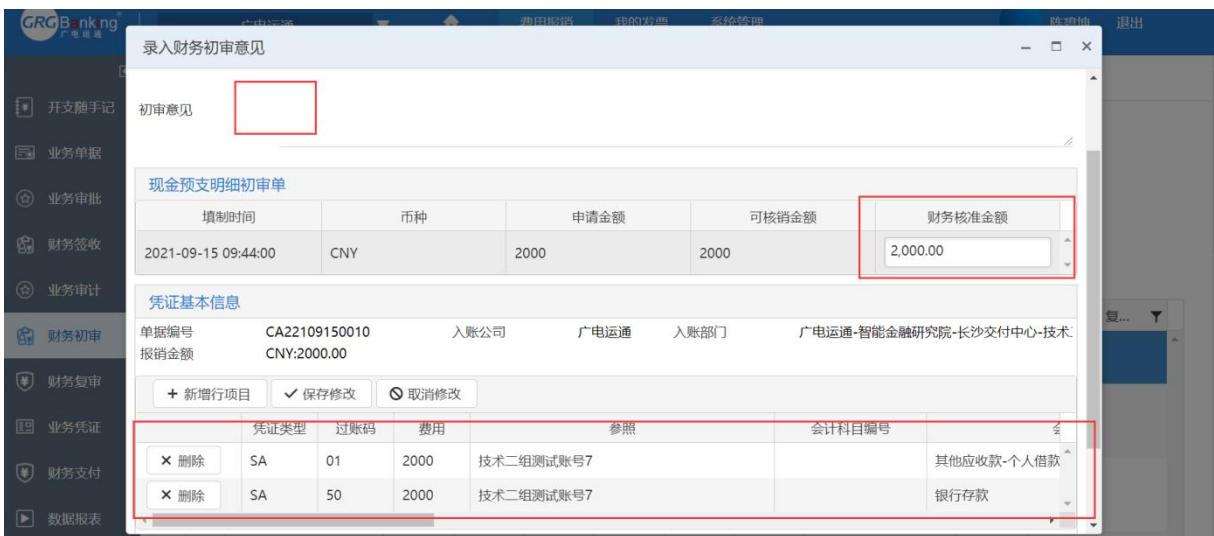 GRGBanking 广电运通 费用报销 我的发票 系统管理 陈碧坤 退出
录入财务初审意见
开支随手记
初审意见
业务单据
业务审批
财务签收
业务审计
财务初审
财务复审
业务凭证
财务支付
数据报表
现金预支明细初审单
填制时间 币种 申请金额 可核销金额 财务核准金额
2021-09-15 09:44:00 CNY 2000 2000 2,000.00
凭证基本信息
复...
单据编号 CA22109150010 入账公司 广电运通 入账部门 广电运通-智能金融研究院-长沙交付中心-技术
报销金额 CNY:2000.00
+ 新增行项目 保存修改 取消修改
凭证类型 过账码 费用 参照 会计科目编号
× 删除 SA 01 2000 技术二组测试账号7 其他应收款-个人借款
× 删除 SA 50 2000 技术二组测试账号7 银行存款